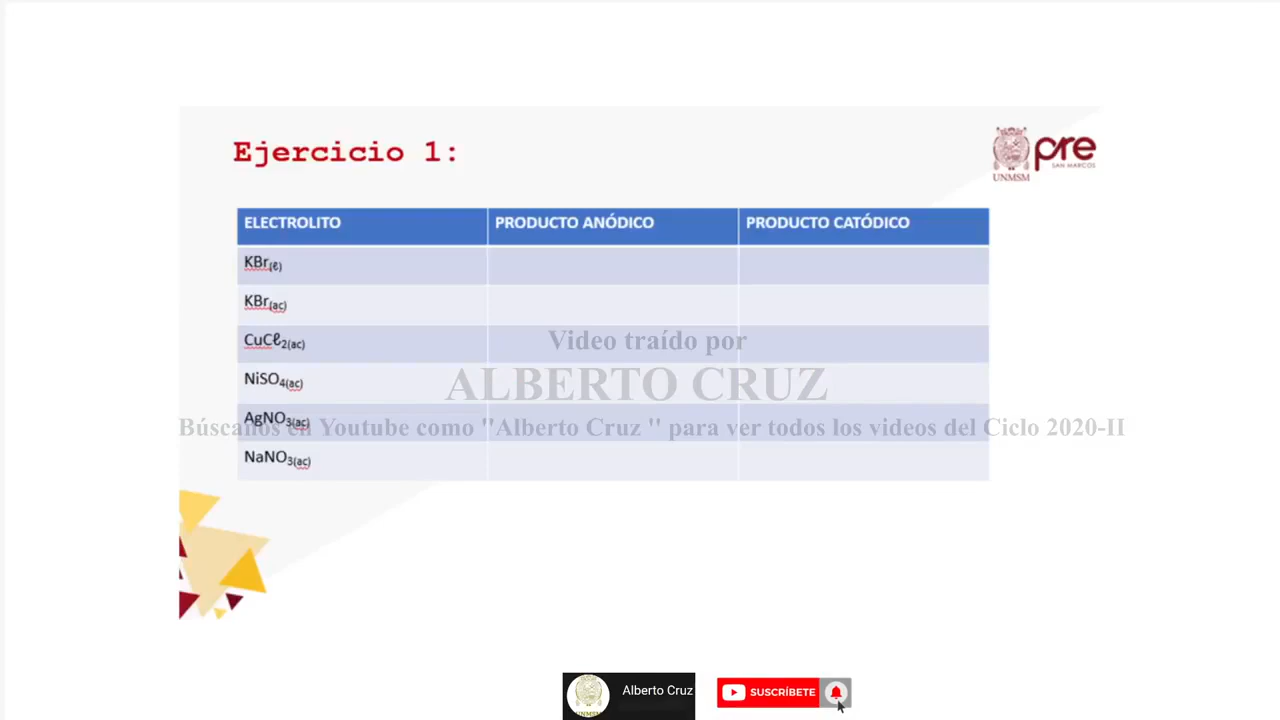 Ejercicio 1:
UNMSM
pre
SAN MARCOS
ELECTROLITO PRODUCTO ANÓDICO PRODUCTO CATÓDICO
KBr(ℓ)
KBr(ac)
CuCℓ2(ac)
Video traído por
NiSO4(ac)
ALBERTO CRUZ
AgNO3(ac)
Búscanos en Youtube como "Alberto Cruz " para ver todos los videos del Ciclo 2020-II
NaNO3(ac)
UNMSM
Alberto Cruz
SUSCRÍBETE